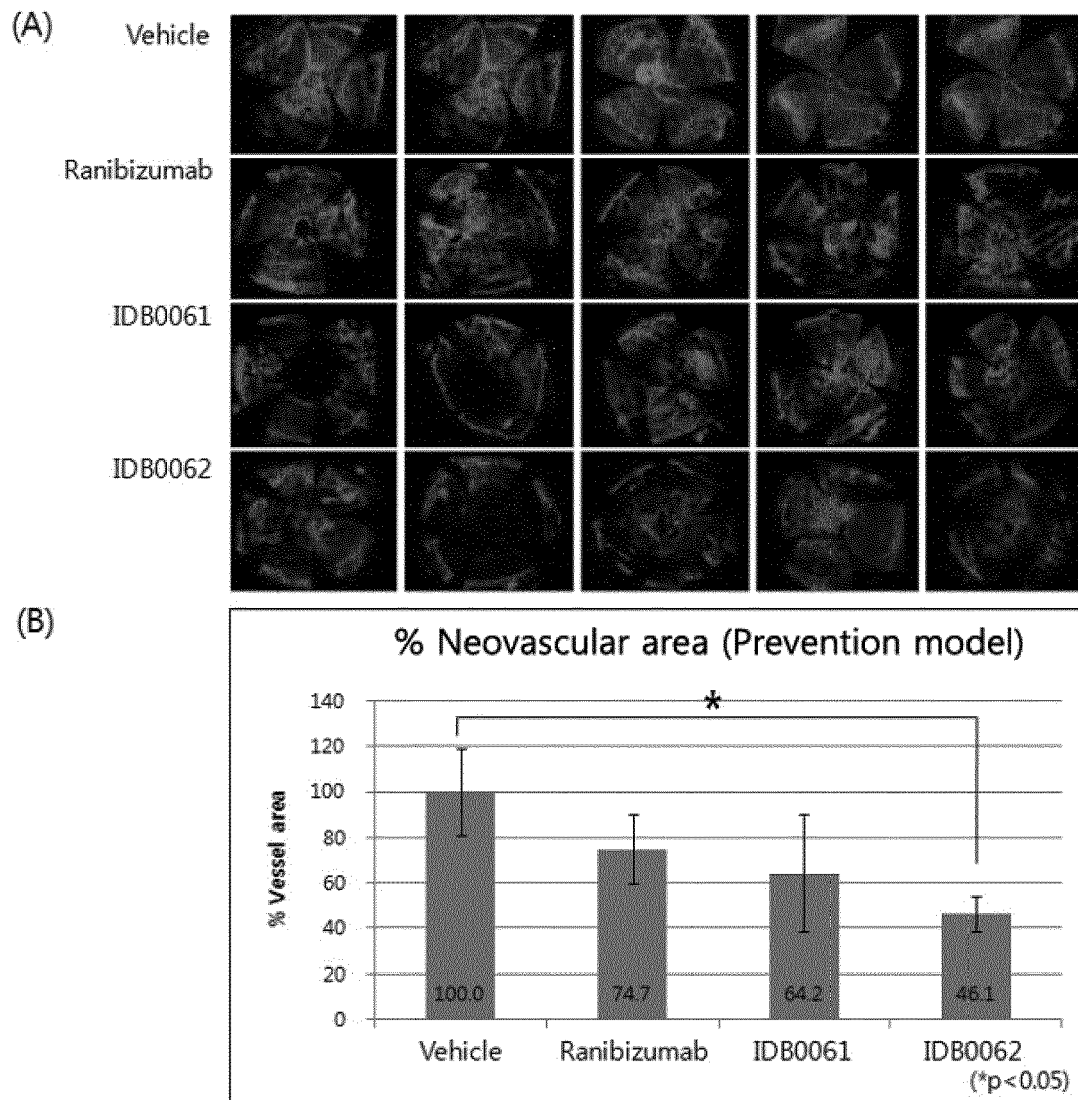 (A)
Vehicle
Ranibizumab
IDB0061
IDB0062
(B)
% Neovascular area (Prevention model)
*
140
120
100
80
60
40
20
0
% Vessel area
100.0
74.7
64.2
46.1
Vehicle
Ranibizumab
IDB0061
IDB0062
(*p<0.05)